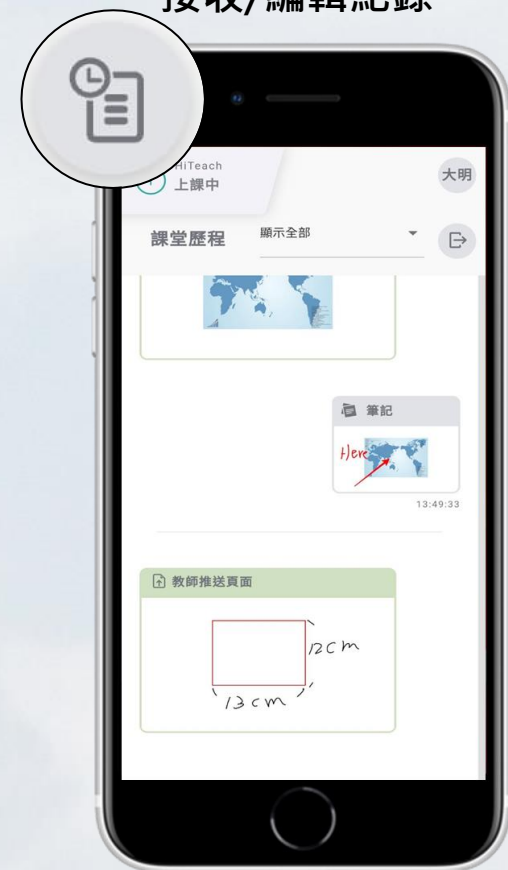 接收/編輯紀錄
HiTeach
上課中
大明
課堂歷程
顯示全部
筆記
Here
13:49:33
教師推送頁面
12cm
13cm